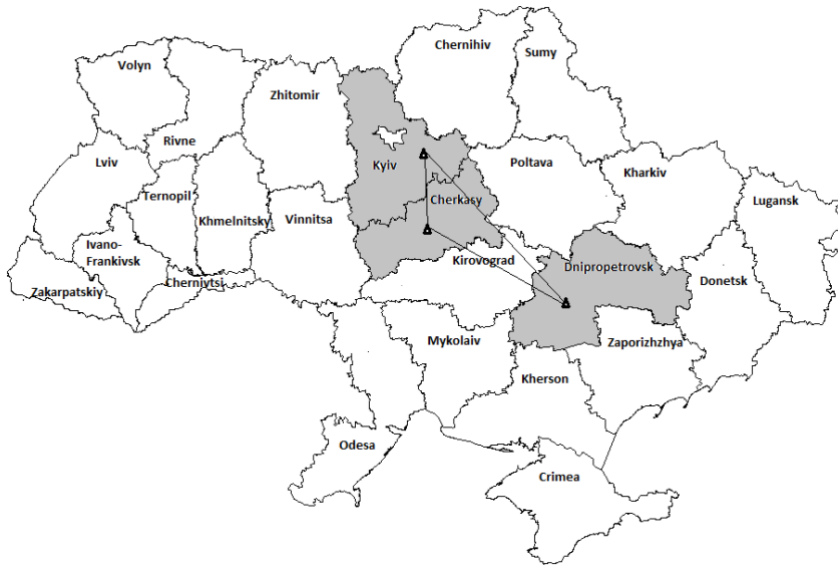 Chernihiv
Sumy
Volyn
Zhitomir
Rivne
Lviv
Kyiv
Poltava
Kharkiv
Ternopil
Cherkasy
Lugansk
Khmelnitsky
Vinnitsa
Ivano-
Frankivsk
Kirovograd
Dnipropetrovsk
Donetsk
Zakarpatskiy
Cherniytsi
Mykolaiv
Zaporizhzhya
Kherson
Odesa
Crimea